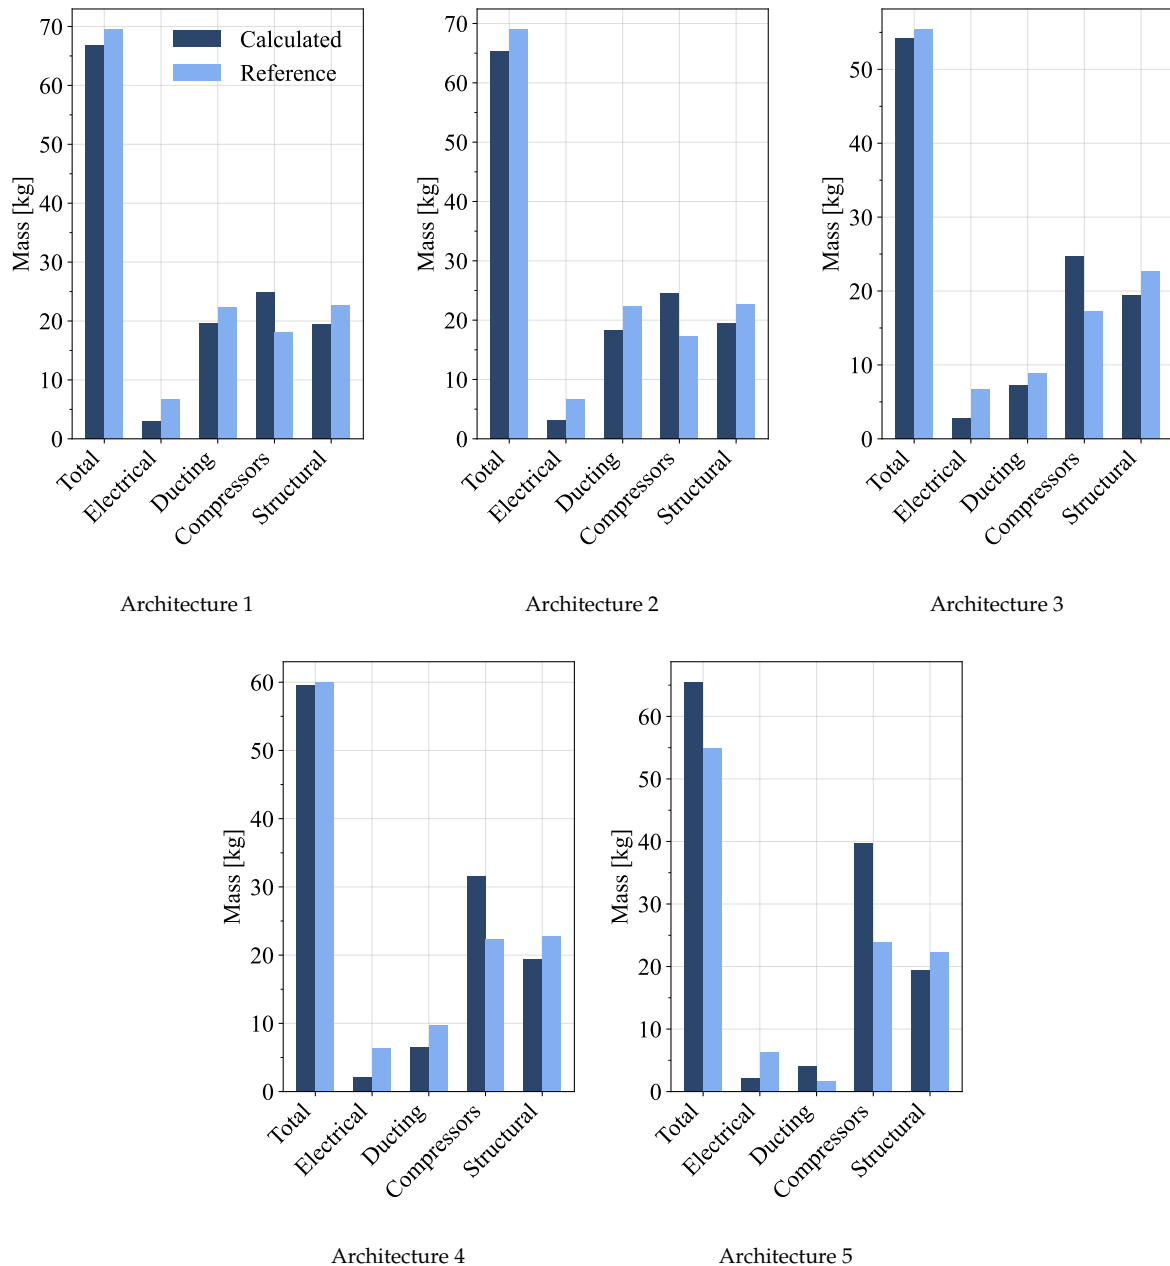 Calculated
Reference
Mass [kg]
70
60
50
40
30
20
10
0
Total
Electrical
Ducting
Compressors
Structural
Architecture 1
Mass [kg]
70
60
50
40
30
20
10
0
Total
Electrical
Ducting
Compressors
Structural
Architecture 2
Mass [kg]
50
40
30
20
10
0
Total
Electrical
Ducting
Compressors
Structural
Architecture 3
Mass [kg]
60
50
40
30
20
10
0
Total
Electrical
Ducting
Compressors
Structural
Architecture 4
Mass [kg]
60
50
40
30
20
10
0
Total
Electrical
Ducting
Compressors
Structural
Architecture 5